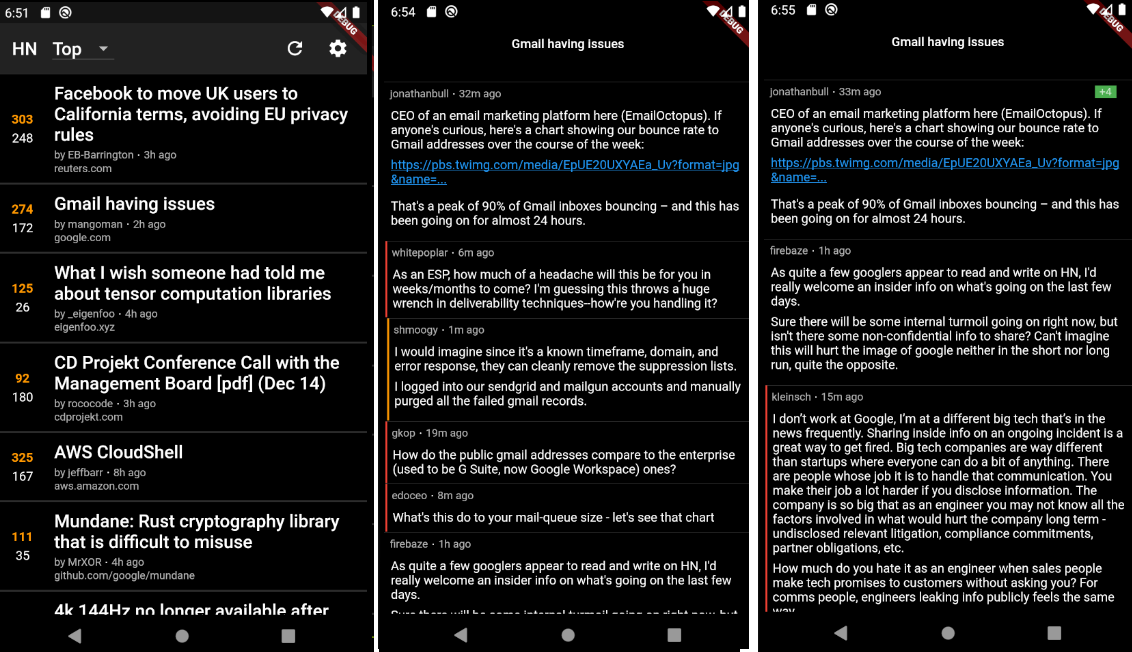 6:51
DEBUG
HN Top
303
248
Facebook to move UK users to
California terms, avoiding EU privacy
rules
by EB-Barrington • 3h ago
reuters.com
274
172
Gmail having issues
by mangoman • 2h ago
google.com
125
26
What I wish someone had told me
about tensor computation libraries
by _eigenfoo • 4h ago
eigenfoo.xyz
92
180
CD Projekt Conference Call with the
Management Board [pdf] (Dec 14)
by rococode • 3h ago
cdprojekt.com
325
167
AWS CloudShell
by jeffbarr • 8h ago
aws.amazon.com
111
35
Mundane: Rust cryptography library
that is difficult to misuse
by MrXOR • 4h ago
github.com/google/mundane
4k 144Hz no longer available after
6:54
DEBUG
Gmail having issues
jonathanbull • 32m ago
CEO of an email marketing platform here (EmailOctopus). If
anyone's curious, here's a chart showing our bounce rate to
Gmail addresses over the course of the week:
https://pbs.twimg.com/media/EpUE20UXYAEa_Uv?format=jpg
&name=...
That's a peak of 90% of Gmail inboxes bouncing – and this has
been going on for almost 24 hours.
whitepoplar • 6m ago
As an ESP, how much of a headache will this be for you in
weeks/months to come? I'm guessing this throws a huge
wrench in deliverability techniques–how're you handling it?
shmoogy • 1m ago
I would imagine since it's a known timeframe, domain, and
error response, they can cleanly remove the suppression lists.
I logged into our sendgrid and mailgun accounts and manually
purged all the failed gmail records.
gkop • 19m ago
How do the public gmail addresses compare to the enterprise
(used to be G Suite, now Google Workspace) ones?
edoceo • 8m ago
What's this do to your mail-queue size - let's see that chart
firebaze • 1h ago
As quite a few googlers appear to read and write on HN, I'd
really welcome an insider info on what's going on the last few
days.
Sure there will be some internal turmoil going on right now, but
6:55
DEBUG
Gmail having issues
jonathanbull • 33m ago
+4
CEO of an email marketing platform here (EmailOctopus). If
anyone's curious, here's a chart showing our bounce rate to
Gmail addresses over the course of the week:
https://pbs.twimg.com/media/EpUE20UXYAEa_Uv?format=jpg
&name=...
That's a peak of 90% of Gmail inboxes bouncing – and this has
been going on for almost 24 hours.
firebaze • 1h ago
As quite a few googlers appear to read and write on HN, I'd
really welcome an insider info on what's going on the last few
days.
Sure there will be some internal turmoil going on right now, but
isn't there some non-confidential info to share? Can't imagine
this will hurt the image of google neither in the short nor long
run, quite the opposite.
kleinsch • 15m ago
I don't work at Google, I'm at a different big tech that's in the
news frequently. Sharing inside info on an ongoing incident is a
great way to get fired. Big tech companies are way different
than startups where everyone can do a bit of anything. There
are people whose job it is to handle that communication. You
make their job a lot harder if you disclose information. The
company is so big that as an engineer you may not know all the
factors involved in what would hurt the company long term -
undisclosed relevant litigation, compliance commitments,
partner obligations, etc.
How much do you hate it as an engineer when sales people
make tech promises to customers without asking you? For
comms people, engineers leaking info publicly feels the same
way